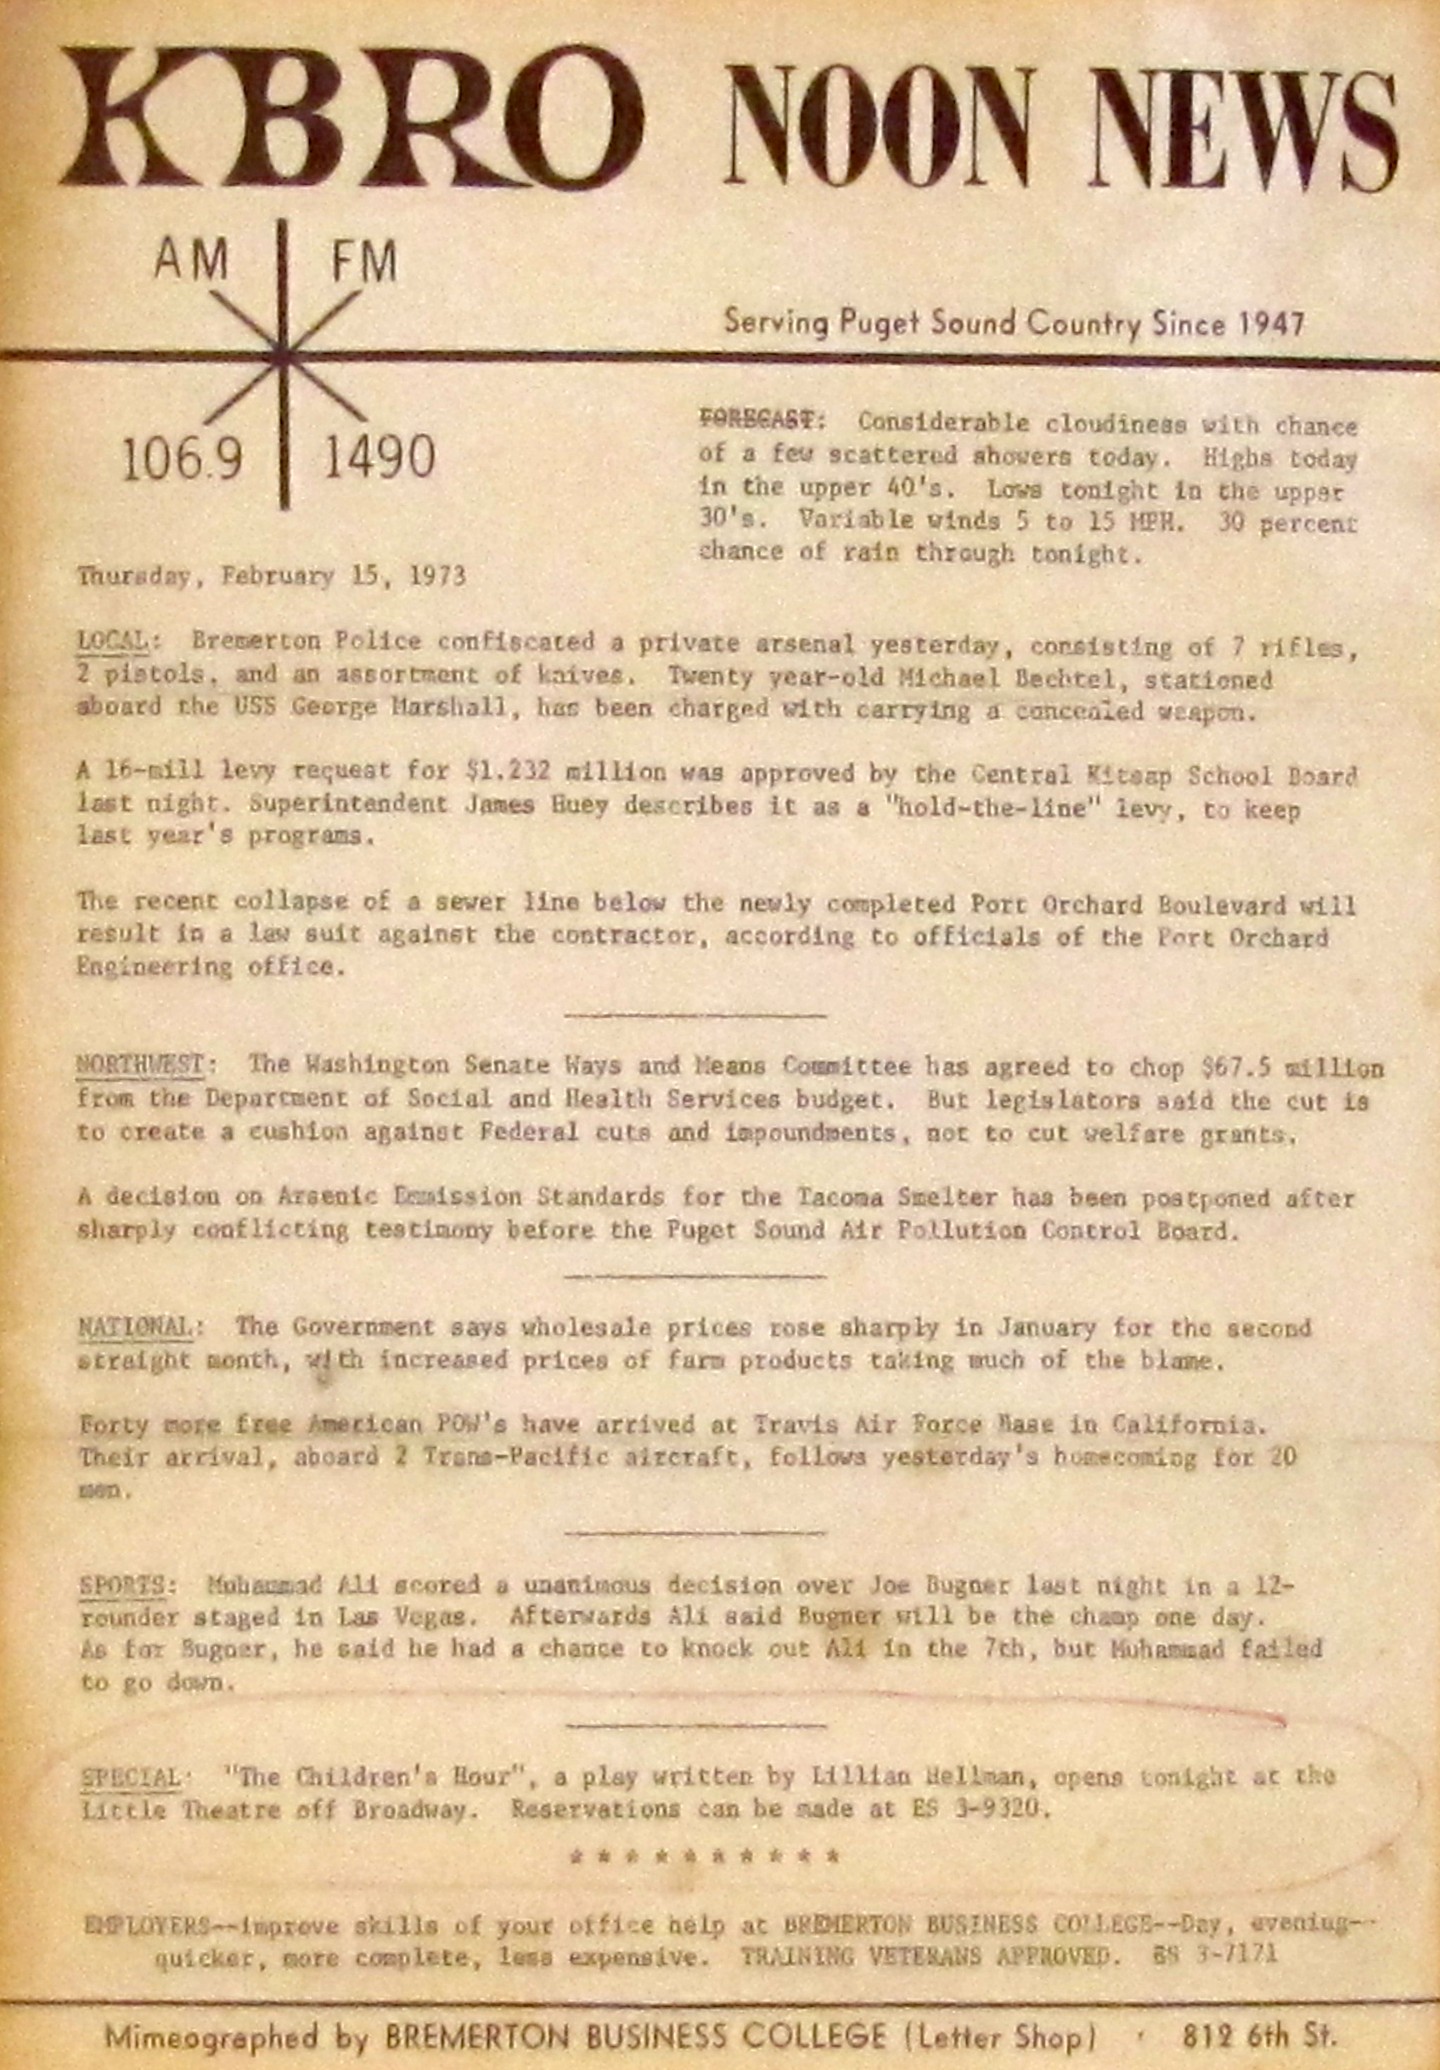 KBRO NOON NEWS
AM FM
Serving Puget Sound Country Since 1947
106.9 1490
FORECAST: Considerable cloudiness with chance
of a few scattered showers today. Highs today
in the upper 40's. Lows tonight in the upper
30's. Variable winds 5 to 15 MPH. 30 percent
chance of rain through tonight.
Thursday, February 15, 1973
LOCAL: Bremerton Police confiscated a private arsenal yesterday, consisting of 7 rifles,
2 pistols, and an assortment of knives. Twenty year-old Michael Bechtel, stationed
aboard the USS George Marshall, has been charged with carrying a concealed weapon.
A 16-mill levy request for $1.232 million was approved by the Central Kitsap School Board
last night. Superintendent James Huey describes it as a "hold-the-line" levy, to keep
last year's programs.
The recent collapse of a sewer line below the newly completed Port Orchard Boulevard will
result in a law suit against the contractor, according to officials of the Port Orchard
Engineering office.
NORTHWEST: The Washington Senate Ways and Means Committee has agreed to chop $67.5 million
from the Department of Social and Health Services budget. But legislators said the cut is
to create a cushion against Federal cuts and impoundments, not to cut welfare grants.
A decision on Arsenic Emmission Standards for the Tacoma Smelter has been postponed after
sharply conflicting testimony before the Puget Sound Air Pollution Control Board.
NATIONAL: The Government says wholesale prices rose sharply in January for the second
straight month, with increased prices of farm products taking much of the blame.
Forty more free American POW's have arrived at Travis Air Force Base in California.
Their arrival, aboard 2 Trans-Pacific aircraft, follows yesterday's homecoming for 20
men.
SPORTS: Muhammad Ali scored a unanimous decision over Joe Bugner last night in a 12-
rounder staged in Las Vegas. Afterwards Ali said Bugner will be the champ one day.
As for Bugner, he said he had a chance to knock out Ali in the 7th, but Muhammad failed
to go down.
SPECIAL: "The Children's Hour", a play written by Lillian Hellman, opens tonight at the
Little Theatre off Broadway. Reservations can be made at ES 3-9320.
* * * * * * * * * *
EMPLOYERS--improve skills of your office help at BREMERTON BUSINESS COLLEGE--Day, evening--
quicker, more complete, less expensive. TRAINING VETERANS APPROVED. ES 3-7171
Mimeographed by BREMERTON BUSINESS COLLEGE (Letter Shop) · 812 6th St.